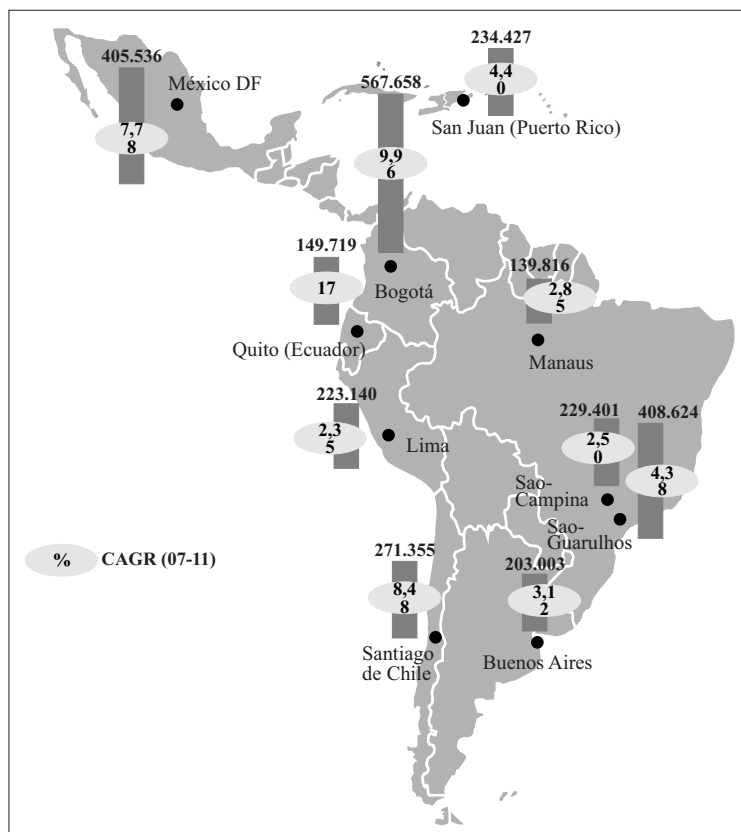 405.536
México DF
7,7
8
234.427
4,4
0
San Juan (Puerto Rico)
567.658
9,9
6
Bogotá
149.719
17
Quito (Ecuador)
139.816
2,8
5
Manaus
223.140
2,3
5
Lima
229.401
2,5
0
Sao-
Campina
408.624
4,3
8
Sao-
Guarulhos
% CAGR (07-11)
271.355
8,4
8
Santiago
de Chile
203.003
3,1
2
Buenos Aires